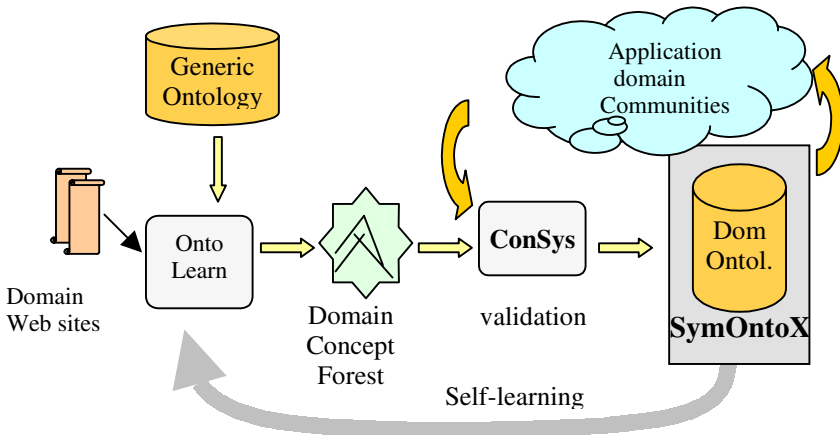 Generic
Ontology
Application
domain
Communities
Onto
Learn
ConSys
Dom
Ontol.
Domain
Web sites
Domain
Concept
Forest
validation
SymOntoX
Self-learning